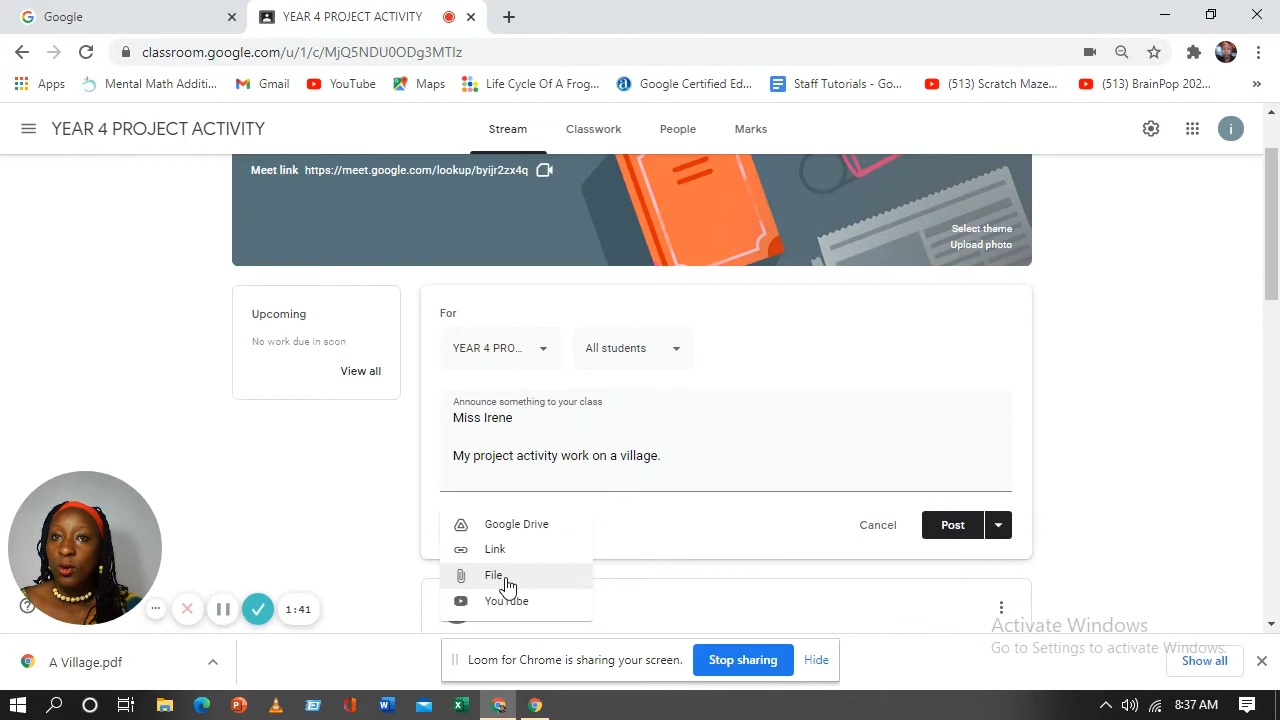 Google
YEAR 4 PROJECT ACTIVITY
classroom.google.com/u/1/c/MjQ5NDU0ODg3MTIz
Apps
Mental Math Additi...
Gmail
YouTube
Maps
Life Cycle Of A Frog...
Google Certified Ed...
Staff Tutorials - Go...
(513) Scratch Maze...
(513) BrainPop 202...
YEAR 4 PROJECT ACTIVITY
Stream
Classwork
People
Marks
i
Meet link https://meet.google.com/lookup/byijr2zx4q
Select theme
Upload photo
Upcoming
No work due in soon
View all
For
YEAR 4 PRO...
All students
Announce something to your class
Miss Irene
My project activity work on a village.
Google Drive
Link
File
YouTube
Cancel
Post
1:41
Activate Windows
Go to Settings to activate Windows.
A Village.pdf
Loom for Chrome is sharing your screen.
Stop sharing
Hide
Show all
8:37 AM